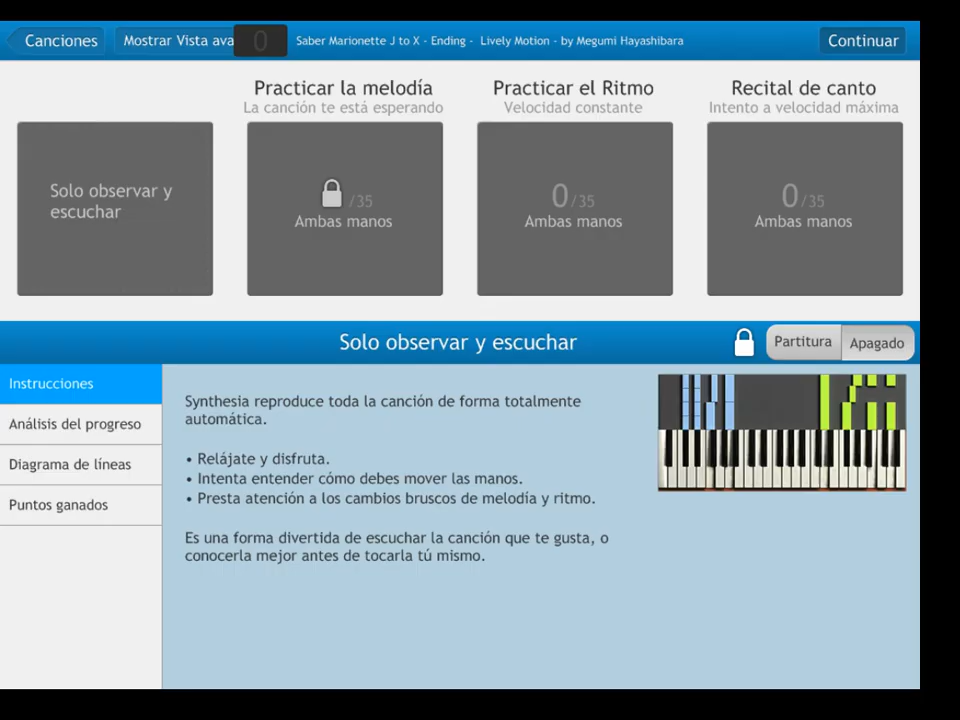 Canciones
Mostrar Vista ava
0
Saber Marionette J to X - Ending - Lively Motion - by Megumi Hayashibara
Continuar
Practicar la melodía
La canción te está esperando
Practicar el Ritmo
Velocidad constante
Recital de canto
Intento a velocidad máxima
Solo observar y
escuchar
/35
Ambas manos
0/35
Ambas manos
0/35
Ambas manos
Solo observar y escuchar
Partitura
Apagado
Instrucciones
Análisis del progreso
Diagrama de líneas
Puntos ganados
Synthesia reproduce toda la canción de forma totalmente
automática.
• Relájate y disfruta.
• Intenta entender cómo debes mover las manos.
• Presta atención a los cambios bruscos de melodía y ritmo.
Es una forma divertida de escuchar la canción que te gusta, o
conocerla mejor antes de tocarla tú mismo.